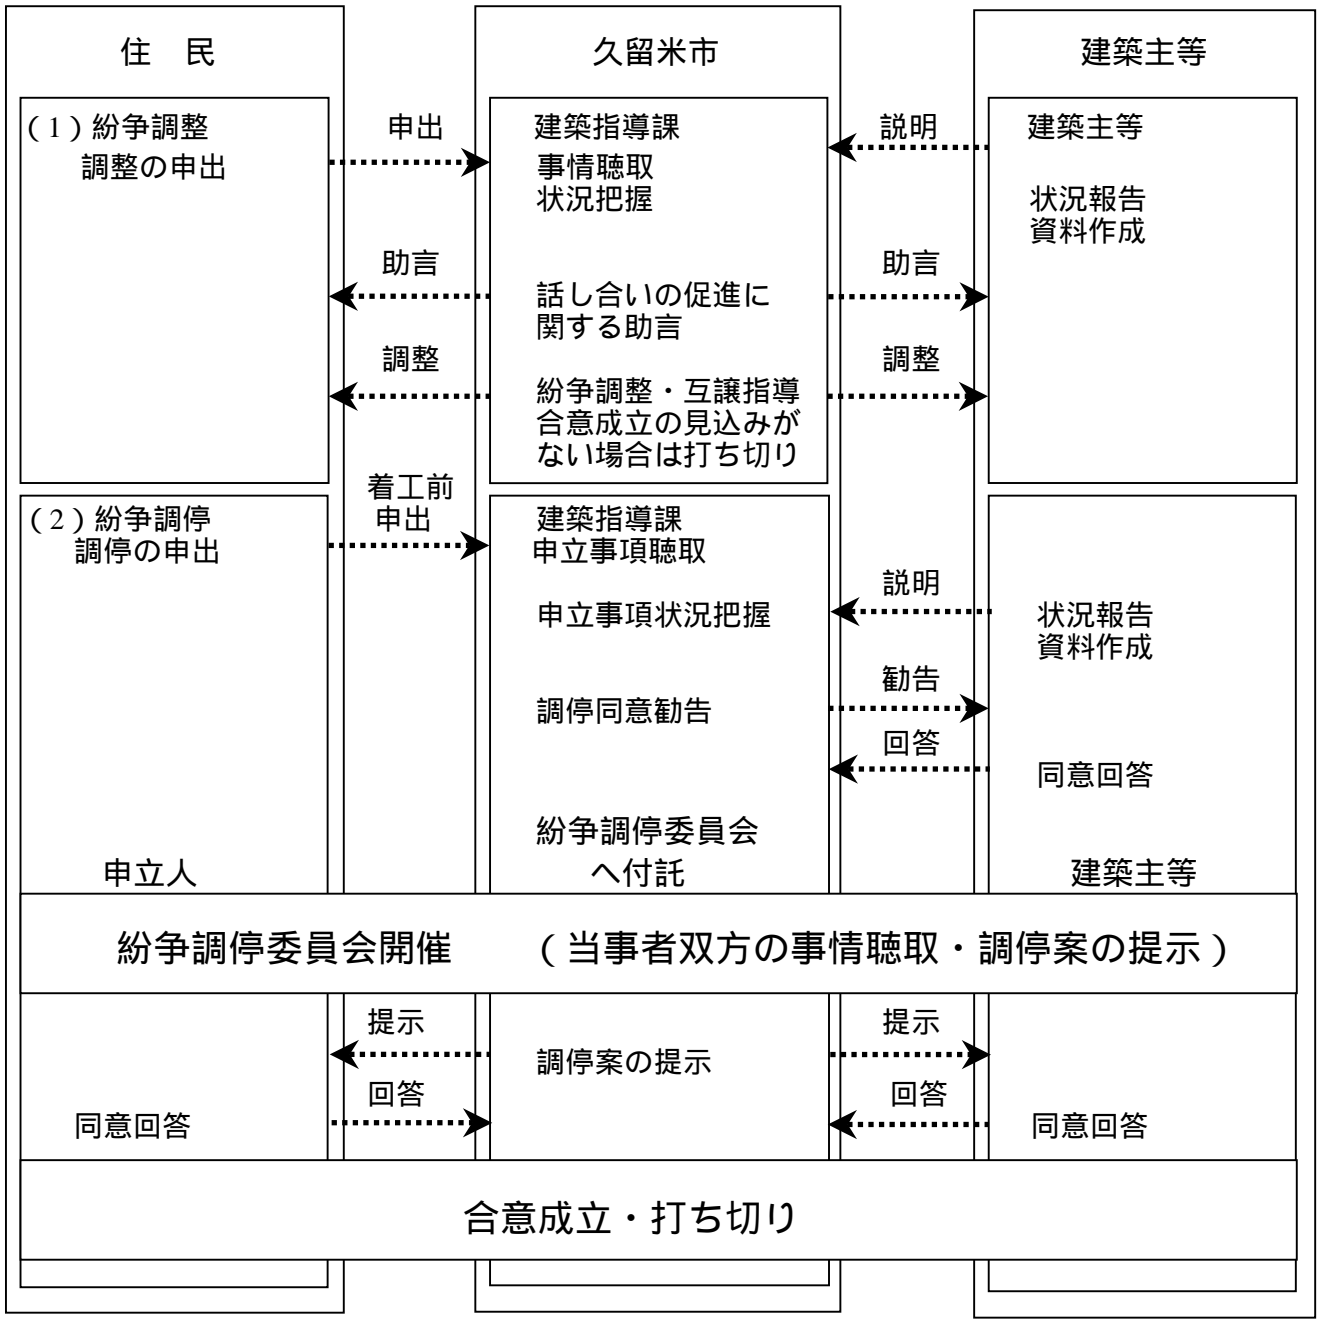 住　民
久留米市
建築主等
（1）紛争調整
調整の申出
申出
建築指導課
事情聴取
状況把握
説明
建築主等
状況報告
資料作成
助言
話し合いの促進に
関する助言
助言
調整
紛争調整・互譲指導
合意成立の見込みが
ない場合は打ち切り
調整
（2）紛争調停
調停の申出
着工前
申出
建築指導課
申立事項聴取
申立事項状況把握
説明
状況報告
資料作成
調停同意勧告
勧告
回答
同意回答
紛争調停委員会
へ付託
申立人
建築主等
紛争調停委員会開催　　（当事者双方の事情聴取・調停案の提示）
提示
調停案の提示
提示
回答
回答
同意回答
同意回答
合意成立・打ち切り